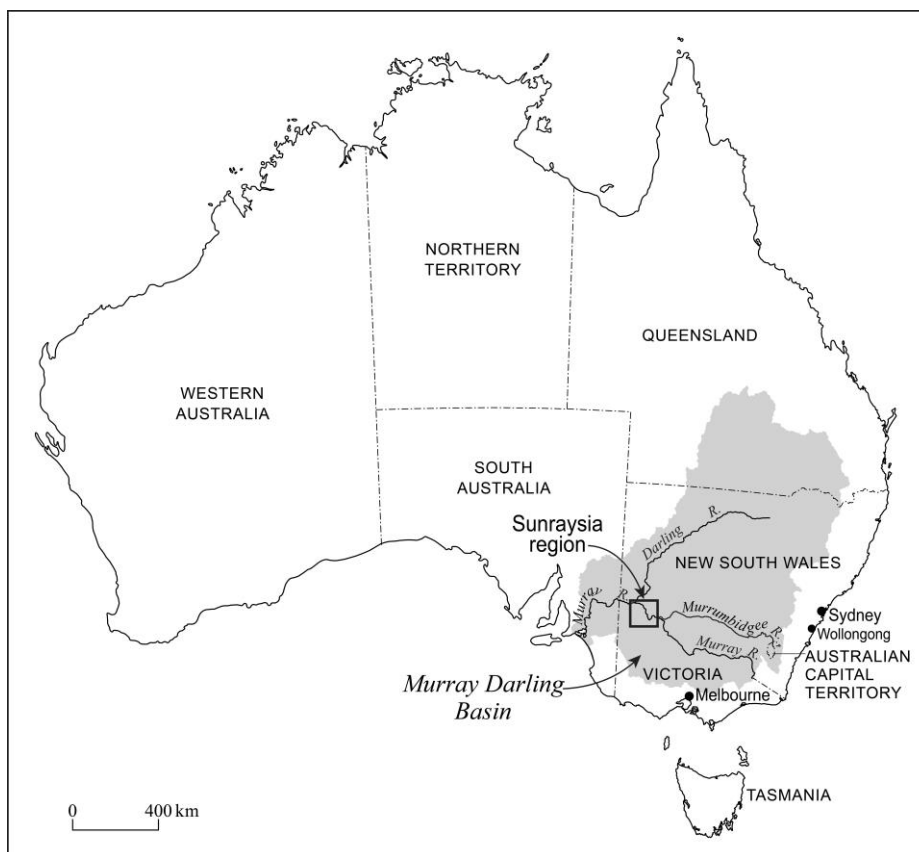 NORTHERN
TERRITORY
QUEENSLAND
WESTERN
AUSTRALIA
SOUTH
AUSTRALIA
Sunraysia
region
Darling R.
NEW SOUTH WALES
Murray R.
Murrumbidgee R.
Murray R.
Sydney
Wollongong
AUSTRALIAN
CAPITAL
TERRITORY
VICTORIA
Murray Darling
Basin
Melbourne
TASMANIA
0 400 km